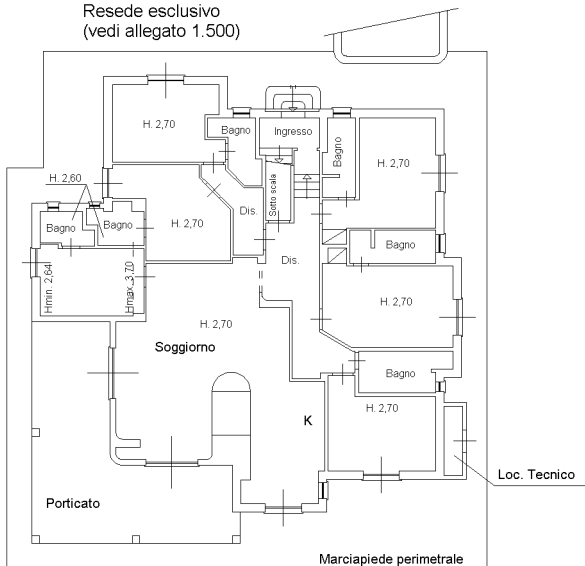 Resede esclusivo
(vedi allegato 1.500)
H. 2,70
Bagno
Ingresso
Bagno
H. 2,70
H. 2,60
Sotto scala
H. 2,70
Dis.
Bagno
Bagno
Bagno
Dis.
Hmin. 2,64
Hmax. 3,70
H. 2,70
H. 2,70
Soggiorno
Bagno
H. 2,70
K
Loc. Tecnico
Porticato
Marciapiede perimetrale